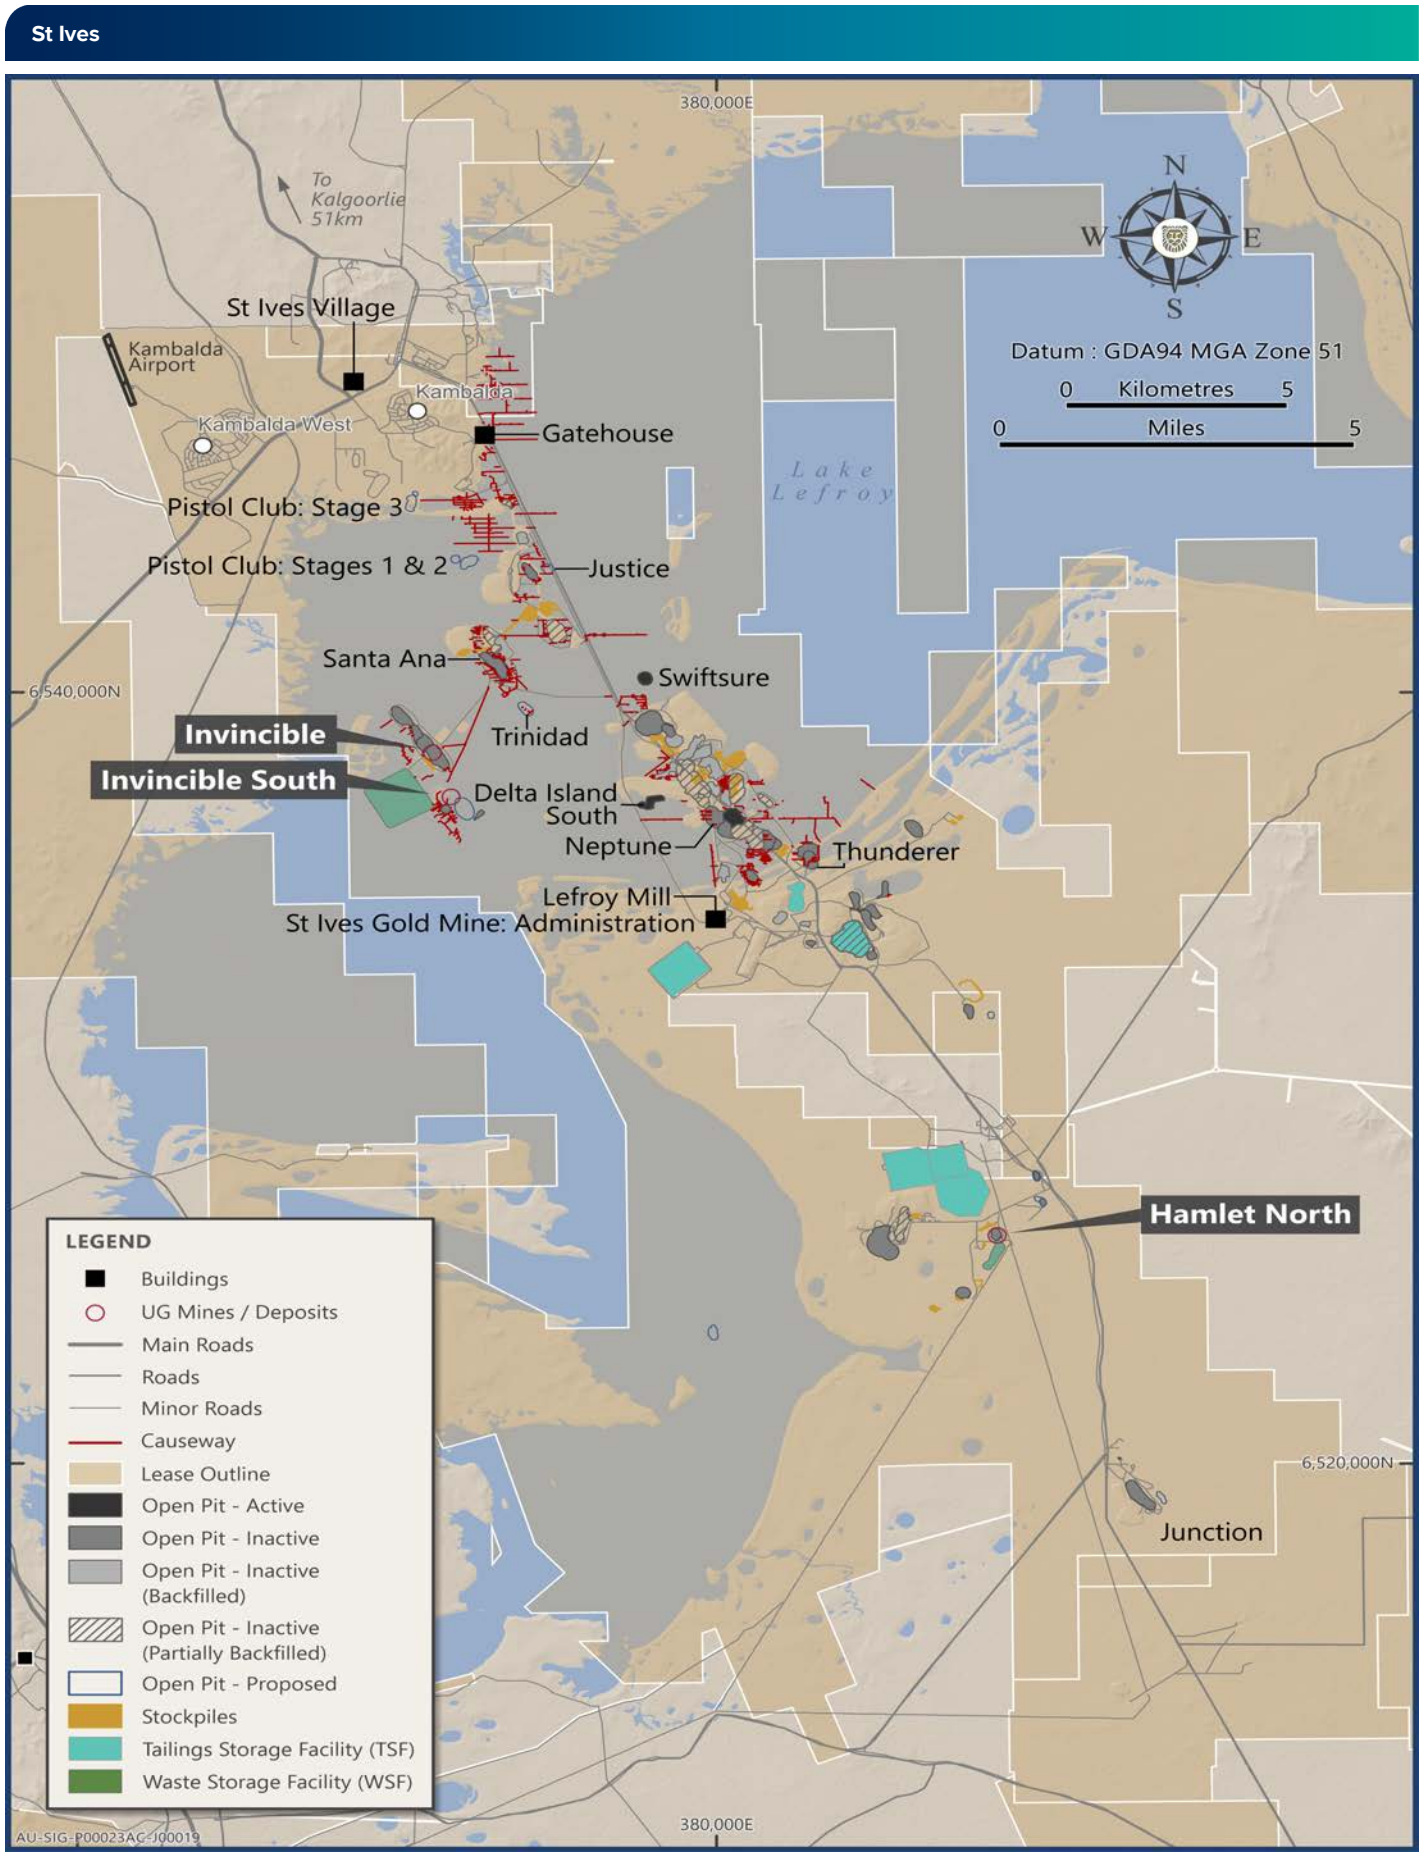 St Ives
380,000E
To
Kalgoorlie
51km
N
W
E
S
St Ives Village
Kambalda
Airport
Datum : GDA94 MGA Zone 51
0 Kilometres 5
0 Miles 5
Kambalda
Kambalda West
Gatehouse
Lake
Lefroy
Pistol Club: Stage 3
Pistol Club: Stages 1 & 2
Justice
Santa Ana
Swiftsure
6,540,000N
Invincible
Trinidad
Invincible South
Delta Island
South
Neptune
Thunderer
Lefroy Mill
St Ives Gold Mine: Administration
Hamlet North
6,520,000N
Junction
LEGEND
Buildings
UG Mines / Deposits
Main Roads
Roads
Minor Roads
Causeway
Lease Outline
Open Pit - Active
Open Pit - Inactive
Open Pit - Inactive
(Backfilled)
Open Pit - Inactive
(Partially Backfilled)
Open Pit - Proposed
Stockpiles
Tailings Storage Facility (TSF)
Waste Storage Facility (WSF)
380,000E
AU-SIG-P00023AC-J00019